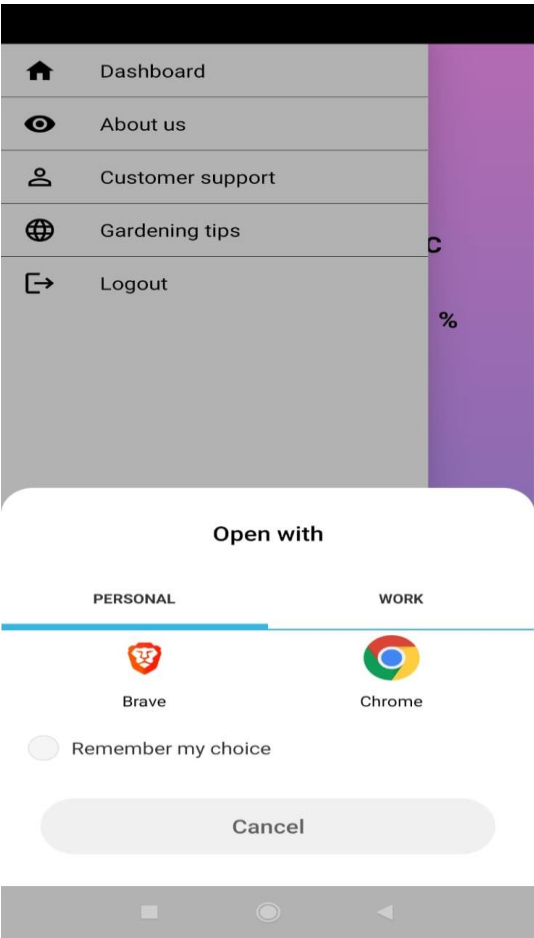 Dashboard
About us
Customer support
Gardening tips
C
Logout
%
Open with
PERSONAL WORK
Brave Chrome
Remember my choice
Cancel